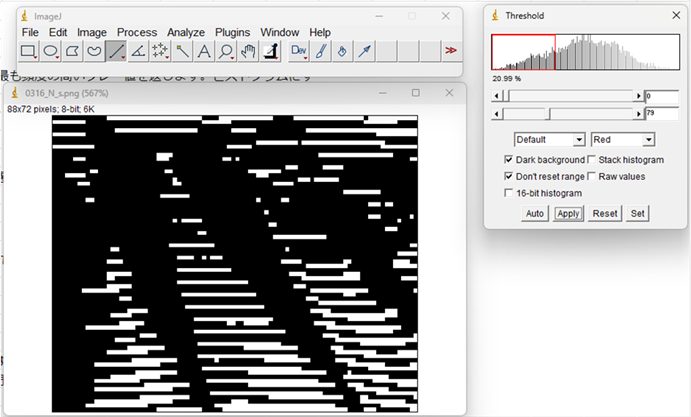 ImageJ
File Edit Image Process Analyze Plugins Window Help
Dev
最も頻度の高いグレー値を返します。ヒストグラムにす
0316_N_s.png (567%)
88x72 pixels; 8-bit; 6K
Threshold
20.99 %
0
79
Default Red
Dark background Stack histogram
Don't reset range Raw values
16-bit histogram
Auto Apply Reset Set